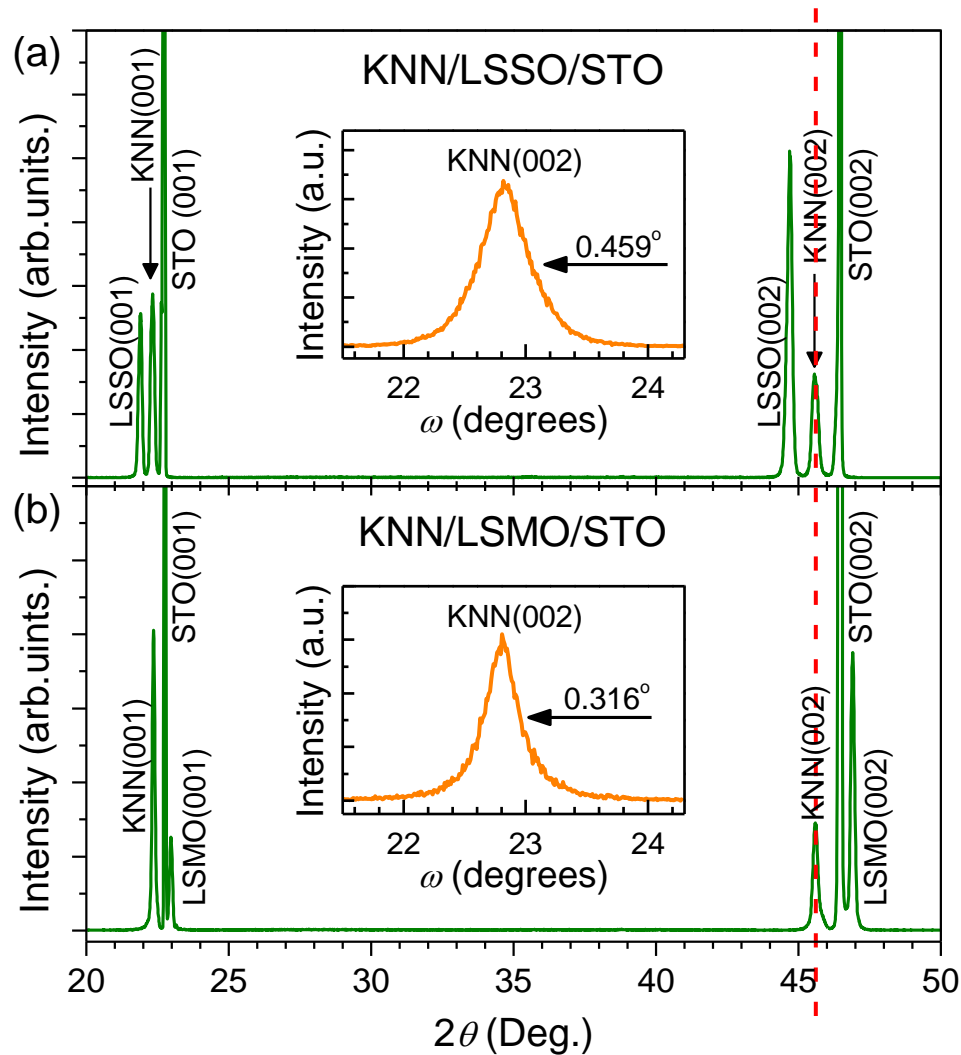 (a)
KNN/LSSO/STO
Intensity (arb.units.)
LSSO(001)
KNN(001)
STO (001)
Intensity (a.u.)
KNN(002)
0.459°
22 23 24
ω (degrees)
LSSO(002)
KNN(002)
STO(002)
(b)
KNN/LSMO/STO
Intensity (arb.uints.)
KNN(001)
STO(001)
LSMO(001)
Intensity (a.u.)
KNN(002)
0.316°
22 23 24
ω (degrees)
KNN(002)
STO(002)
LSMO(002)
20 25 30 35 40 45 50
2θ (Deg.)